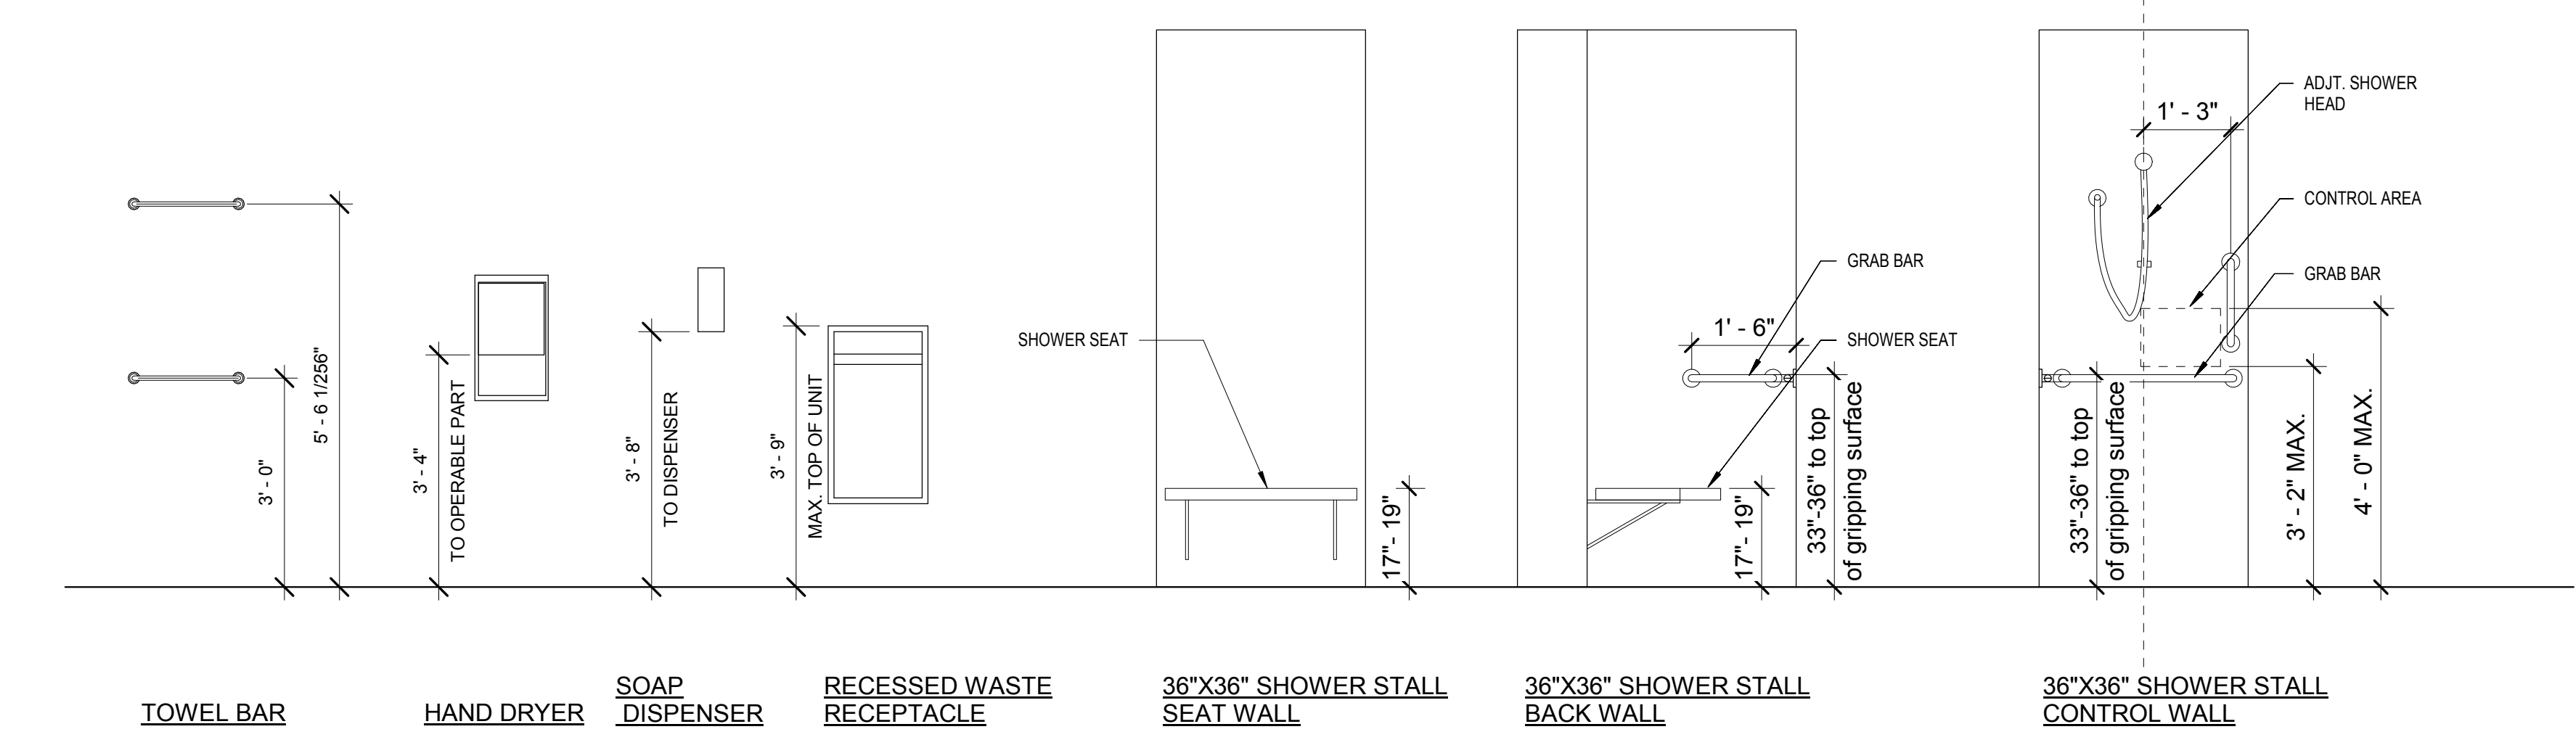 3' - 0"
5' - 6 1/256"
TOWEL BAR
3' - 4"
TO OPERABLE PART
HAND DRYER
3' - 8"
TO DISPENSER
SOAP
DISPENSER
3' - 9"
MAX. TOP OF UNIT
RECESSED WASTE
RECEPTACLE
SHOWER SEAT
17"- 19"
36"X36" SHOWER STALL
SEAT WALL
GRAB BAR
1' - 6"
SHOWER SEAT
17"- 19"
33"-36" to top
of gripping surface
36"X36" SHOWER STALL
BACK WALL
ADJT. SHOWER
HEAD
1' - 3"
CONTROL AREA
GRAB BAR
33"-36" to top
of gripping surface
3' - 2" MAX.
4' - 0" MAX.
36"X36" SHOWER STALL
CONTROL WALL